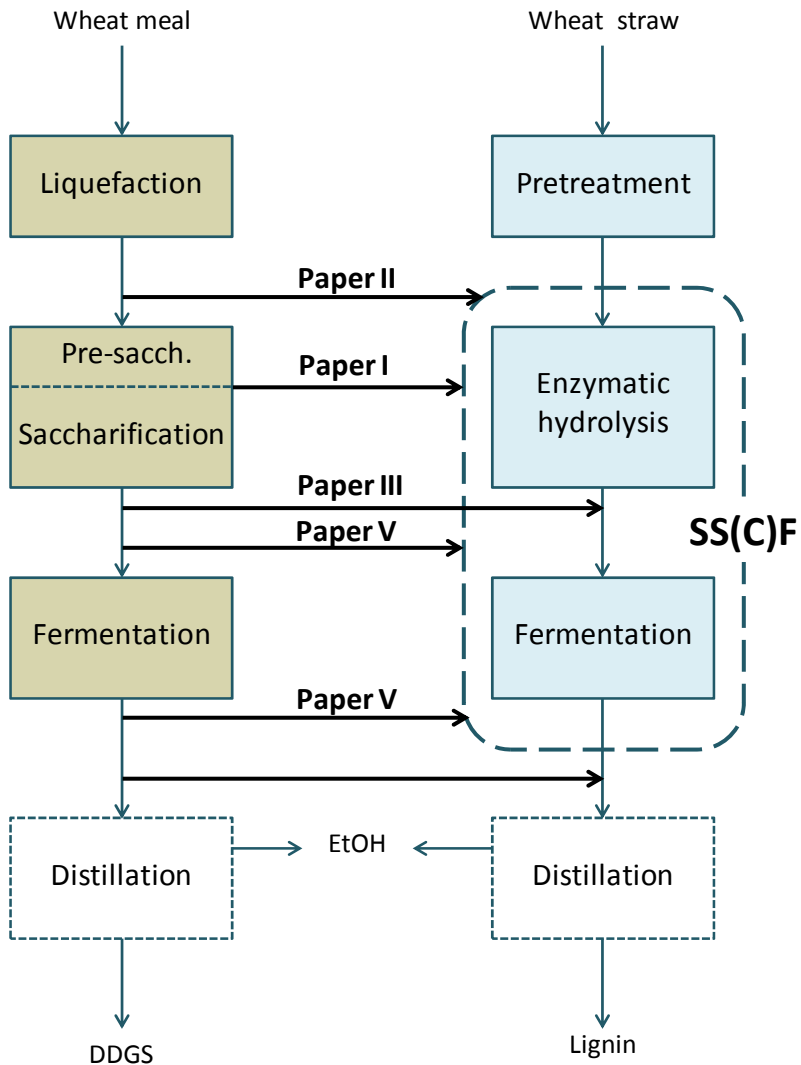 Wheat meal
Wheat straw
Liquefaction
Pretreatment
Paper II
Pre-sacch.
Paper I
Enzymatic
hydrolysis
Saccharification
Paper III
SS(C)F
Paper V
Fermentation
Fermentation
Paper V
EtOH
Distillation
Distillation
DDGS
Lignin